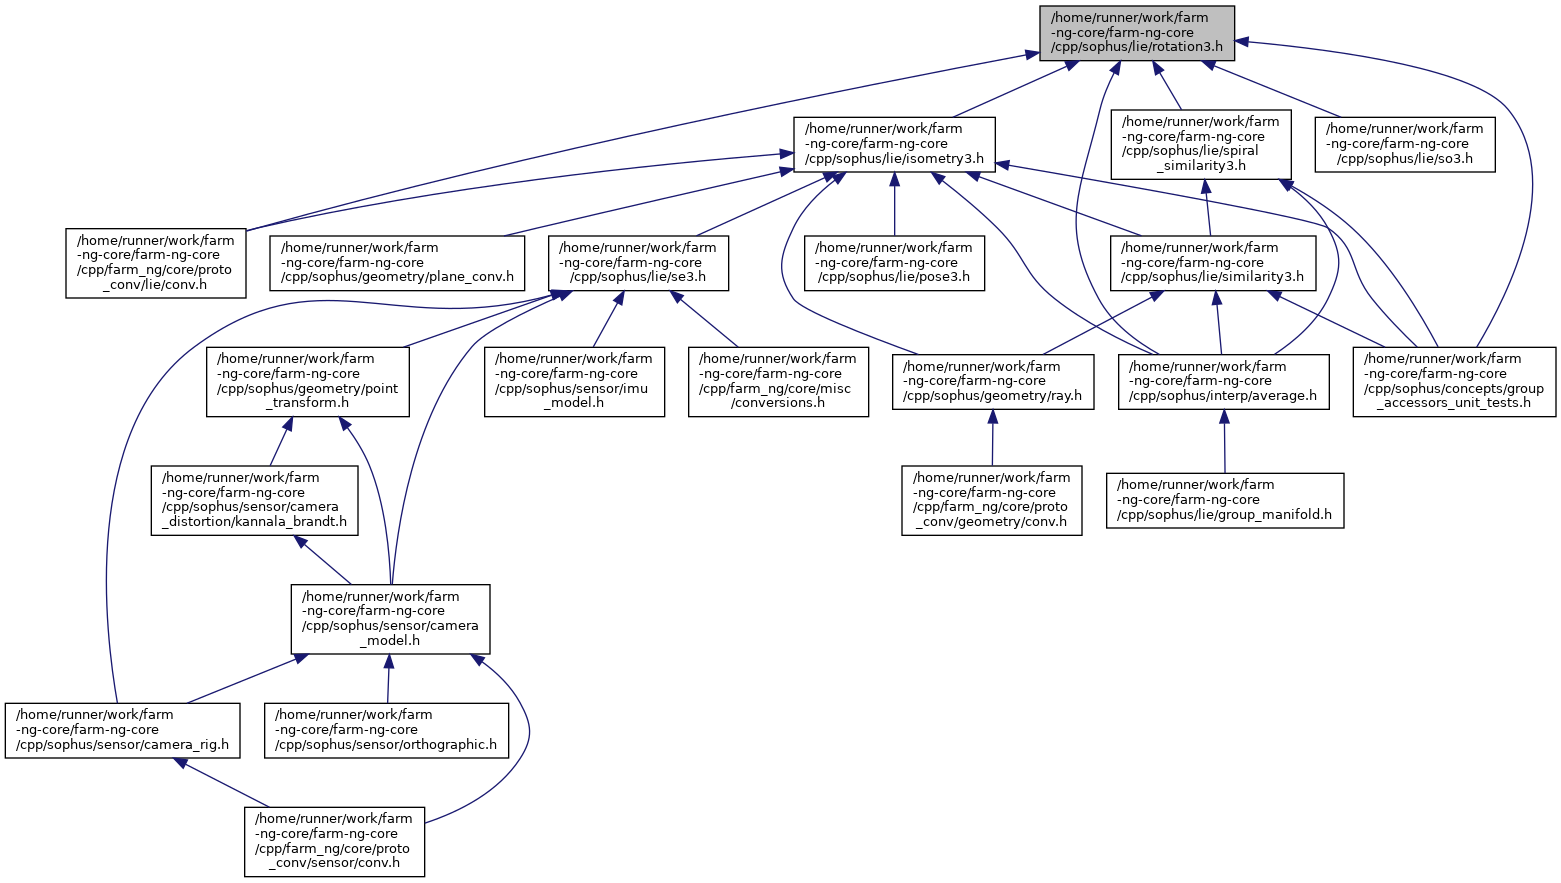 /home/runner/work/farm
-ng-core/farm-ng-core
/cpp/sophus/lie/rotation3.h
/home/runner/work/farm
-ng-core/farm-ng-core
/cpp/sophus/lie/isometry3.h
/home/runner/work/farm
-ng-core/farm-ng-core
/cpp/sophus/lie/spiral
_similarity3.h
/home/runner/work/farm
-ng-core/farm-ng-core
/cpp/sophus/lie/so3.h
/home/runner/work/farm
-ng-core/farm-ng-core
/cpp/farm_ng/core/proto
_conv/lie/conv.h
/home/runner/work/farm
-ng-core/farm-ng-core
/cpp/sophus/geometry/plane_conv.h
/home/runner/work/farm
-ng-core/farm-ng-core
/cpp/sophus/lie/se3.h
/home/runner/work/farm
-ng-core/farm-ng-core
/cpp/sophus/lie/pose3.h
/home/runner/work/farm
-ng-core/farm-ng-core
/cpp/sophus/lie/similarity3.h
/home/runner/work/farm
-ng-core/farm-ng-core
/cpp/sophus/geometry/point
_transform.h
/home/runner/work/farm
-ng-core/farm-ng-core
/cpp/sophus/sensor/imu
_model.h
/home/runner/work/farm
-ng-core/farm-ng-core
/cpp/farm_ng/core/misc
/conversions.h
/home/runner/work/farm
-ng-core/farm-ng-core
/cpp/sophus/geometry/ray.h
/home/runner/work/farm
-ng-core/farm-ng-core
/cpp/sophus/interp/average.h
/home/runner/work/farm
-ng-core/farm-ng-core
/cpp/sophus/concepts/group
_accessors_unit_tests.h
/home/runner/work/farm
-ng-core/farm-ng-core
/cpp/sophus/sensor/camera
_distortion/kannala_brandt.h
/home/runner/work/farm
-ng-core/farm-ng-core
/cpp/farm_ng/core/proto
_conv/geometry/conv.h
/home/runner/work/farm
-ng-core/farm-ng-core
/cpp/sophus/lie/group_manifold.h
/home/runner/work/farm
-ng-core/farm-ng-core
/cpp/sophus/sensor/camera
_model.h
/home/runner/work/farm
-ng-core/farm-ng-core
/cpp/sophus/sensor/camera_rig.h
/home/runner/work/farm
-ng-core/farm-ng-core
/cpp/sophus/sensor/orthographic.h
/home/runner/work/farm
-ng-core/farm-ng-core
/cpp/farm_ng/core/proto
_conv/sensor/conv.h